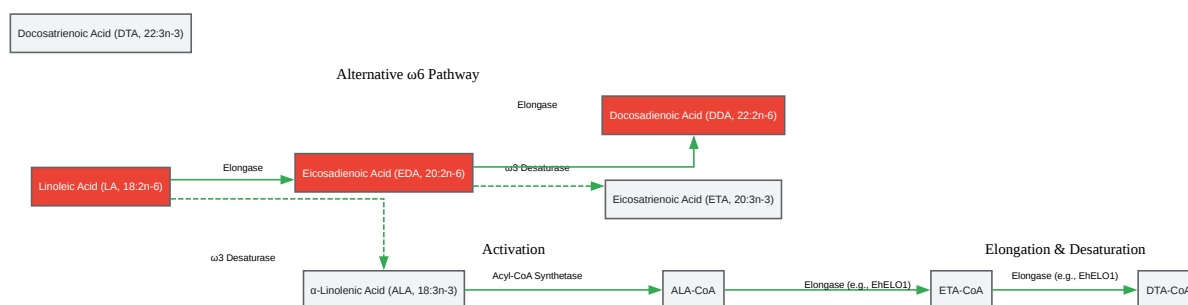 Docosatrienoic Acid (DTA, 22:3n-3)
Alternative ω6 Pathway
Elongase
Docosadienoic Acid (DDA, 22:2n-6)
Elongase
ω3 Desaturase
Linoleic Acid (LA, 18:2n-6)
Eicosadienoic Acid (EDA, 20:2n-6)
Eicosatrienoic Acid (ETA, 20:3n-3)
Activation
Elongation & Desaturation
ω3 Desaturase
Acyl-CoA Synthetase
Elongase (e.g., EhELO1)
Elongase (e.g., EhELO1)
α-Linolenic Acid (ALA, 18:3n-3)
ALA-CoA
ETA-CoA
DTA-CoA